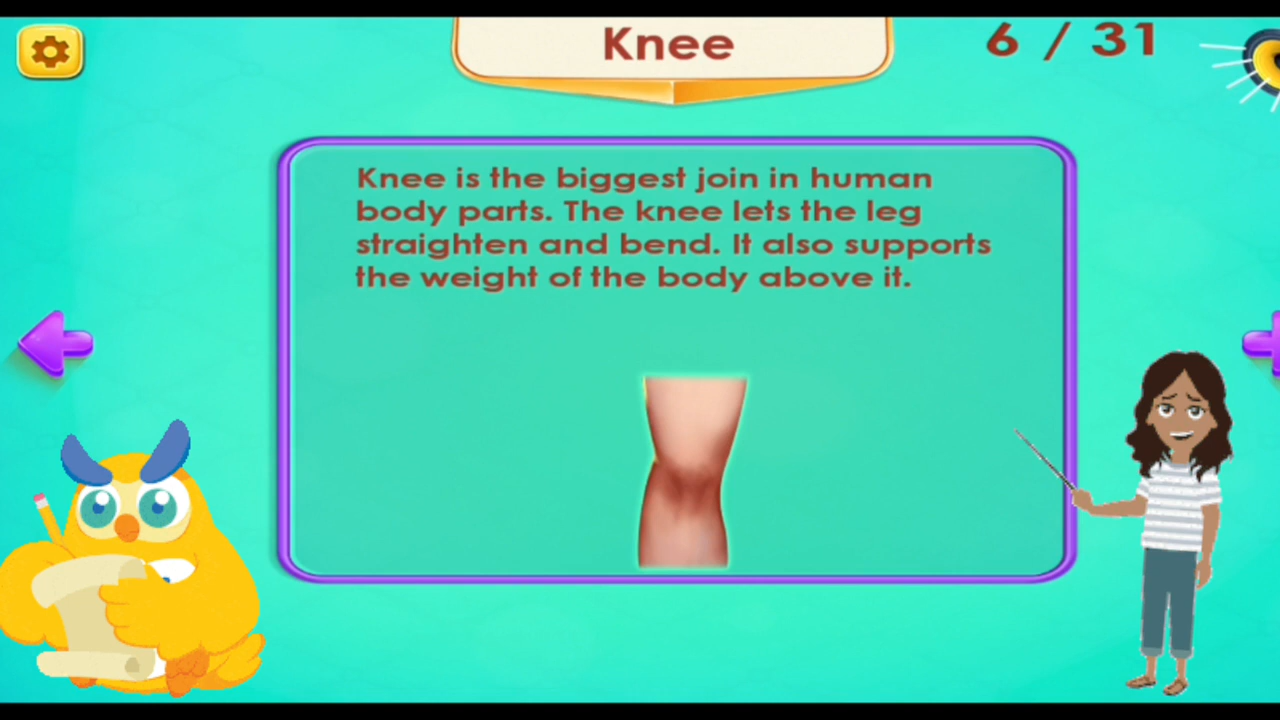 Knee
6 / 31
Knee is the biggest join in human
body parts. The knee lets the leg
straighten and bend. It also supports
the weight of the body above it.